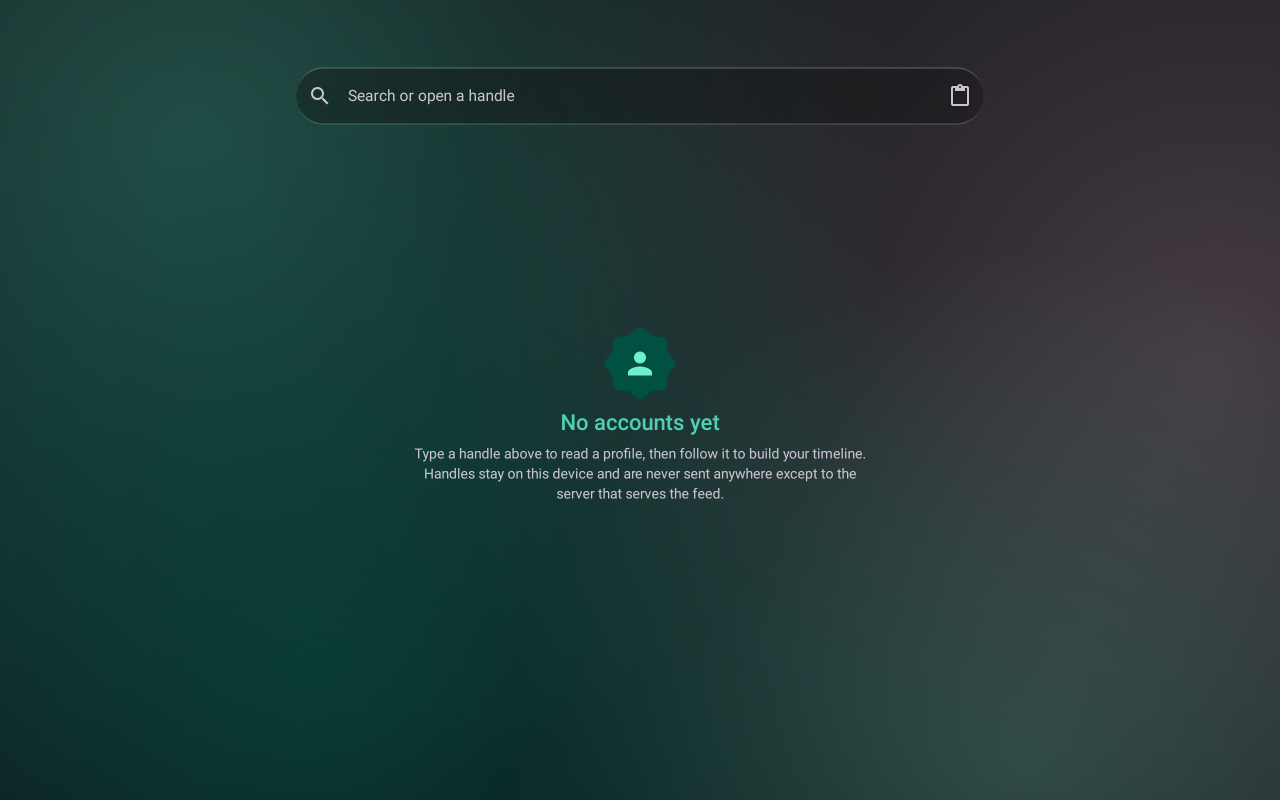 Search or open a handle
No accounts yet
Type a handle above to read a profile, then follow it to build your timeline.
Handles stay on this device and are never sent anywhere except to the
server that serves the feed.